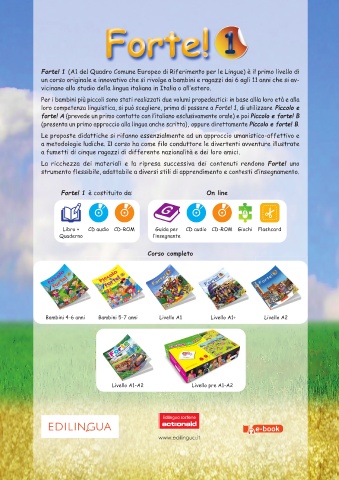 Forte! 1
Forte! 1 (A1 del Quadro Comune Europeo di Riferimento per le Lingue) è il primo livello di
un corso originale e innovativo che si rivolge a bambini e ragazzi dai 6 agli 11 anni che si av-
vicinano allo studio della lingua italiana in Italia o all'estero.
Per i bambini più piccoli sono stati realizzati due volumi propedeutici: in base alla loro età e alla
loro competenza linguistica, si può scegliere, prima di passare a Forte! 1, di utilizzare Piccolo e
forte! A (prevede un primo contatto con l'italiano esclusivamente orale) e poi Piccolo e forte! B
(presenta un primo approccio alla lingua anche scritta), oppure direttamente Piccolo e forte! B.
Le proposte didattiche si rifanno essenzialmente ad un approccio umanistico-affettivo e
a metodologie ludiche. Il corso ha come filo conduttore le divertenti avventure illustrate
a fumetti di cinque ragazzi di differente nazionalità e dei loro amici.
La ricchezza dei materiali e la ripresa successiva dei contenuti rendono Forte! uno
strumento flessibile, adattabile a diversi stili di apprendimento e contesti d'insegnamento.
Forte! 1 è costituito da:
On line
Libro + Quaderno
CD audio
CD-ROM
Guida per l'insegnante
CD audio
CD-ROM
Giochi
Flashcard
Corso completo
Bambini 4-6 anni
Bambini 5-7 anni
Livello A1
Livello A1+
Livello A2
Livello A1-A2
Livello pre A1-A2
EDILINGUA
Edilingua sostiene
actionaid
www.edilingua.it
e-book